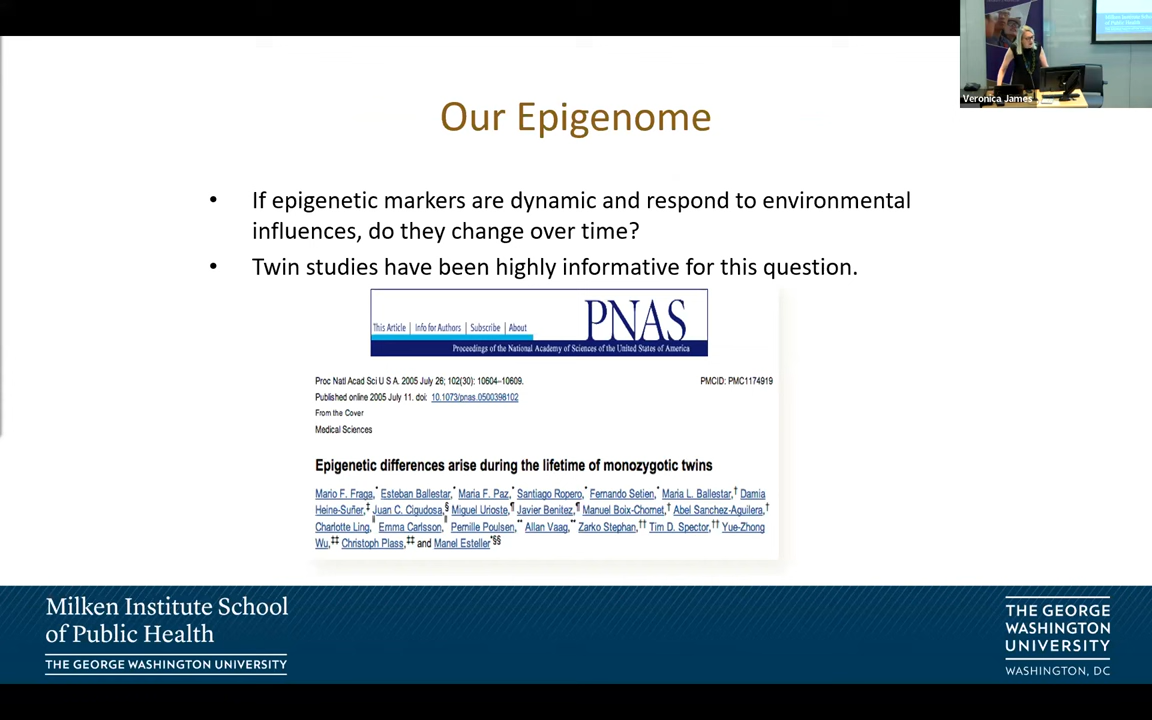 Milken Institute School
of Public Health
Veronica James
Our Epigenome
• If epigenetic markers are dynamic and respond to environmental
influences, do they change over time?
• Twin studies have been highly informative for this question.
PNAS
This Article | Info for Authors | Subscribe | About
Proceedings of the National Academy of Sciences of the United States of America
Proc Natl Acad Sci U S A. 2005 July 26; 102(30): 10604–10609. PMCID: PMC1174919
Published online 2005 July 11. doi: 10.1073/pnas.0500398102
From the Cover
Medical Sciences
Epigenetic differences arise during the lifetime of monozygotic twins
Mario F. Fraga,* Esteban Ballestar,* Maria F. Paz,* Santiago Ropero,* Fernando Setien,* Maria L. Ballestar,† Damia
Heine-Suñer,‡ Juan C. Cigudosa,§ Miguel Urioste,¶ Javier Benitez,¶ Manuel Boix-Chornet,† Abel Sanchez-Aguilera,†
Charlotte Ling,‖ Emma Carlsson,‖ Pernille Poulsen,** Allan Vaag,** Zarko Stephan,†† Tim D. Spector,†† Yue-Zhong
Wu,‡‡ Christoph Plass,‡‡ and Manel Esteller*§§
Milken Institute School
of Public Health
THE GEORGE WASHINGTON UNIVERSITY
THE GEORGE
WASHINGTON
UNIVERSITY
WASHINGTON, DC